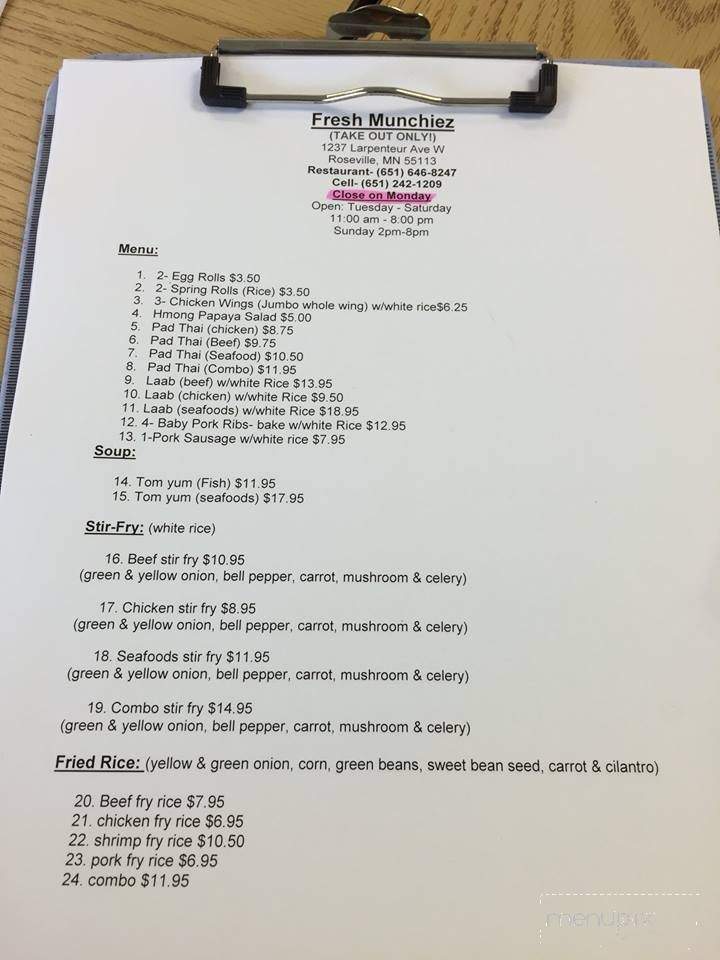 Fresh Munchiez
(TAKE OUT ONLY!)
1237 Larpenteur Ave W
Roseville, MN 55113
Restaurant- (651) 646-8247
Cell- (651) 242-1209
Close on Monday
Open: Tuesday - Saturday
11:00 am - 8:00 pm
Sunday 2pm-8pm
Menu:
1. 2- Egg Rolls $3.50
2. 2- Spring Rolls (Rice) $3.50
3. 3- Chicken Wings (Jumbo whole wing) w/white rice$6.25
4. Hmong Papaya Salad $5.00
5. Pad Thai (chicken) $8.75
6. Pad Thai (Beef) $9.75
7. Pad Thai (Seafood) $10.50
8. Pad Thai (Combo) $11.95
9. Laab (beef) w/white Rice $13.95
10. Laab (chicken) w/white Rice $9.50
11. Laab (seafoods) w/white Rice $18.95
12. 4- Baby Pork Ribs- bake w/white Rice $12.95
13. 1-Pork Sausage w/white rice $7.95
Soup:
14. Tom yum (Fish) $11.95
15. Tom yum (seafoods) $17.95
Stir-Fry: (white rice)
16. Beef stir fry $10.95
(green & yellow onion, bell pepper, carrot, mushroom & celery)
17. Chicken stir fry $8.95
(green & yellow onion, bell pepper, carrot, mushroom & celery)
18. Seafoods stir fry $11.95
(green & yellow onion, bell pepper, carrot, mushroom & celery)
19. Combo stir fry $14.95
(green & yellow onion, bell pepper, carrot, mushroom & celery)
Fried Rice: (yellow & green onion, corn, green beans, sweet bean seed, carrot & cilantro)
20. Beef fry rice $7.95
21. chicken fry rice $6.95
22. shrimp fry rice $10.50
23. pork fry rice $6.95
24. combo $11.95